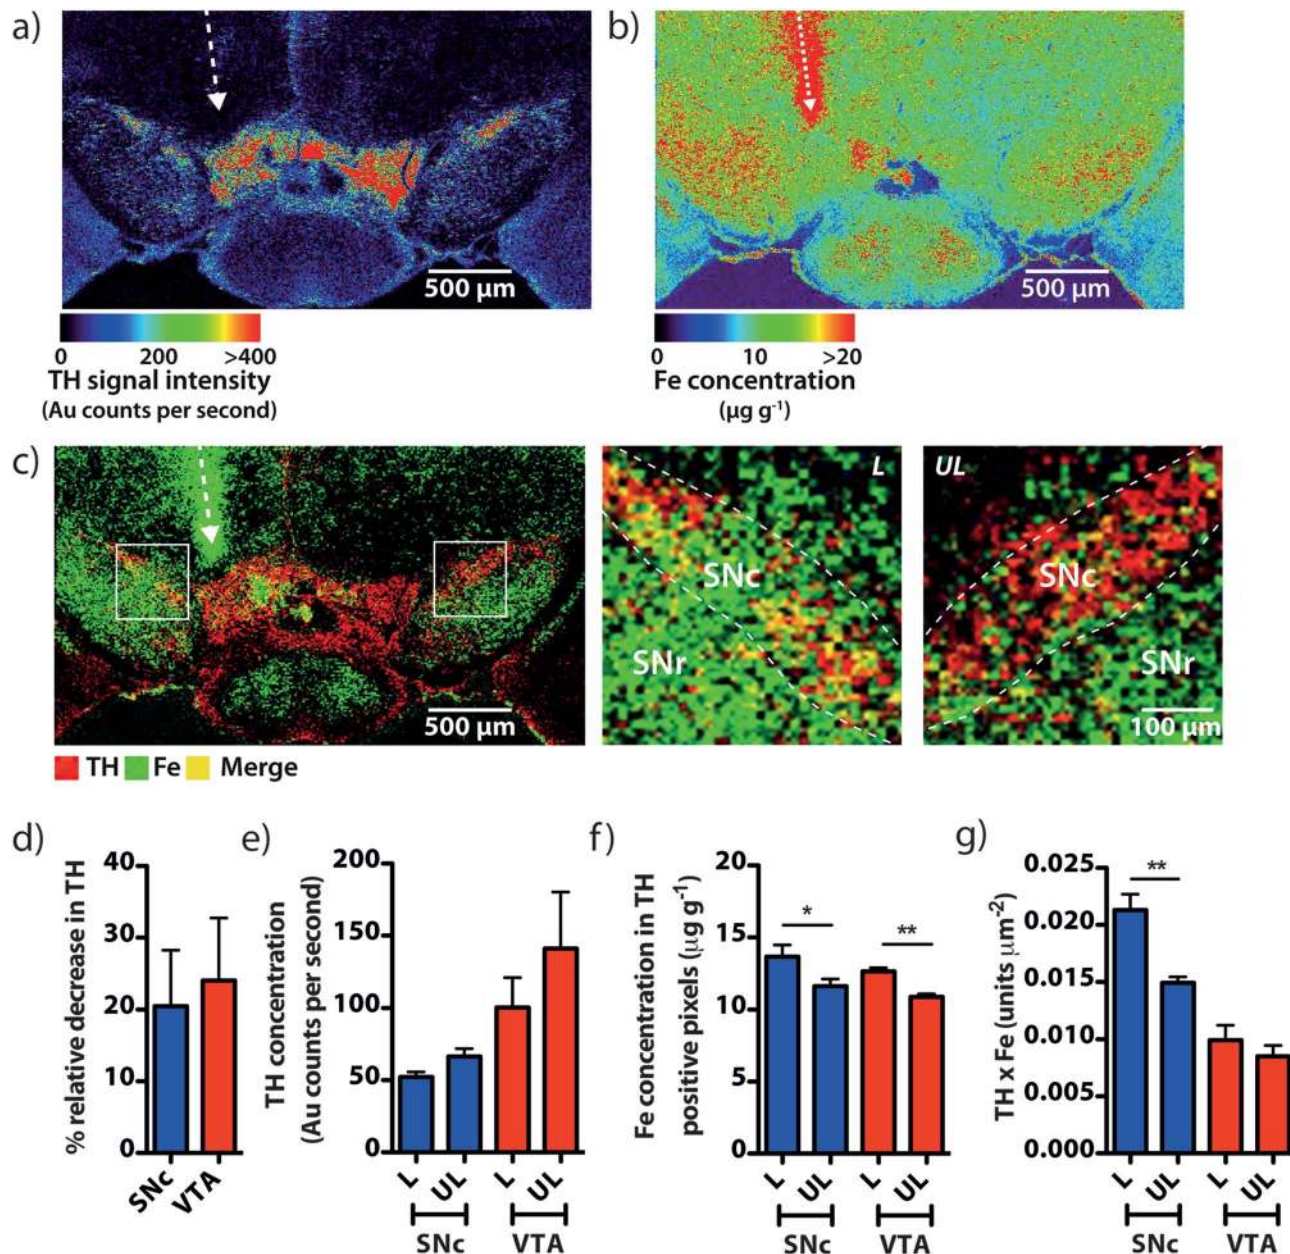 a)
b)
500 µm
500 µm
0 200 >400
TH signal intensity
(Au counts per second)
0 10 >20
Fe concentration
(µg g⁻¹)
c)
L
UL
SNc
SNc
SNr
SNr
500 µm
100 µm
TH Fe Merge
d)
e)
f)
g)
% relative decrease in TH
40
30
20
10
0
SNc
VTA
TH concentration
(Au counts per second)
200
150
100
50
0
L
UL
L
UL
SNc
VTA
Fe concentration in TH
positive pixels (µg g⁻¹)
20
15
10
5
0
*
**
L
UL
L
UL
SNc
VTA
TH x Fe (units µm⁻²)
0.025
0.020
0.015
0.010
0.005
0.000
**
L
UL
L
UL
SNc
VTA